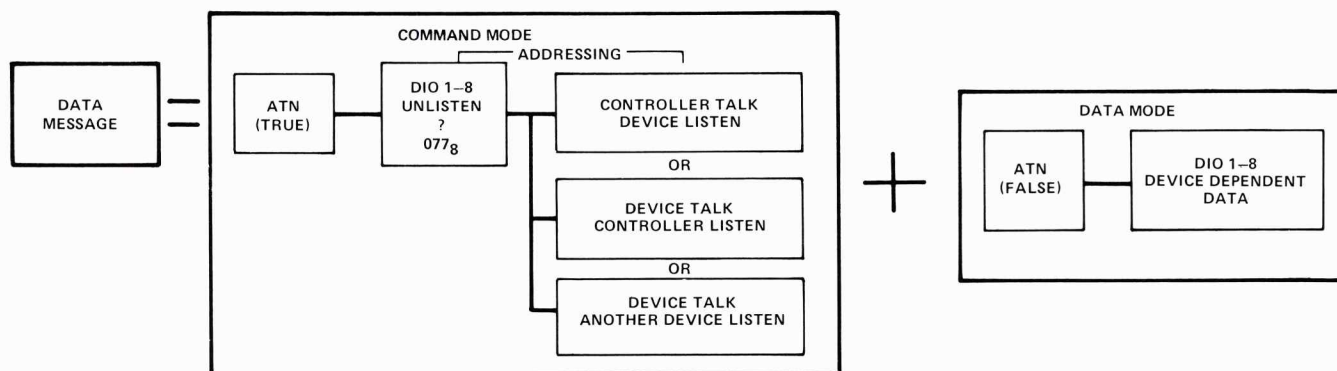 COMMAND MODE
ADDRESSING
DATA
MESSAGE
=
ATN
(TRUE)
DIO 1–8
UNLISTEN
?
077₈
CONTROLLER TALK
DEVICE LISTEN
OR
DEVICE TALK
CONTROLLER LISTEN
OR
DEVICE TALK
ANOTHER DEVICE LISTEN
+
DATA MODE
ATN
(FALSE)
DIO 1–8
DEVICE DEPENDENT
DATA